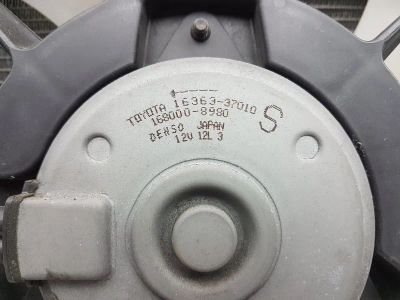 TOYOTA 16363-37010
168000-8980
DENSO JAPAN
12V 12L 3
S